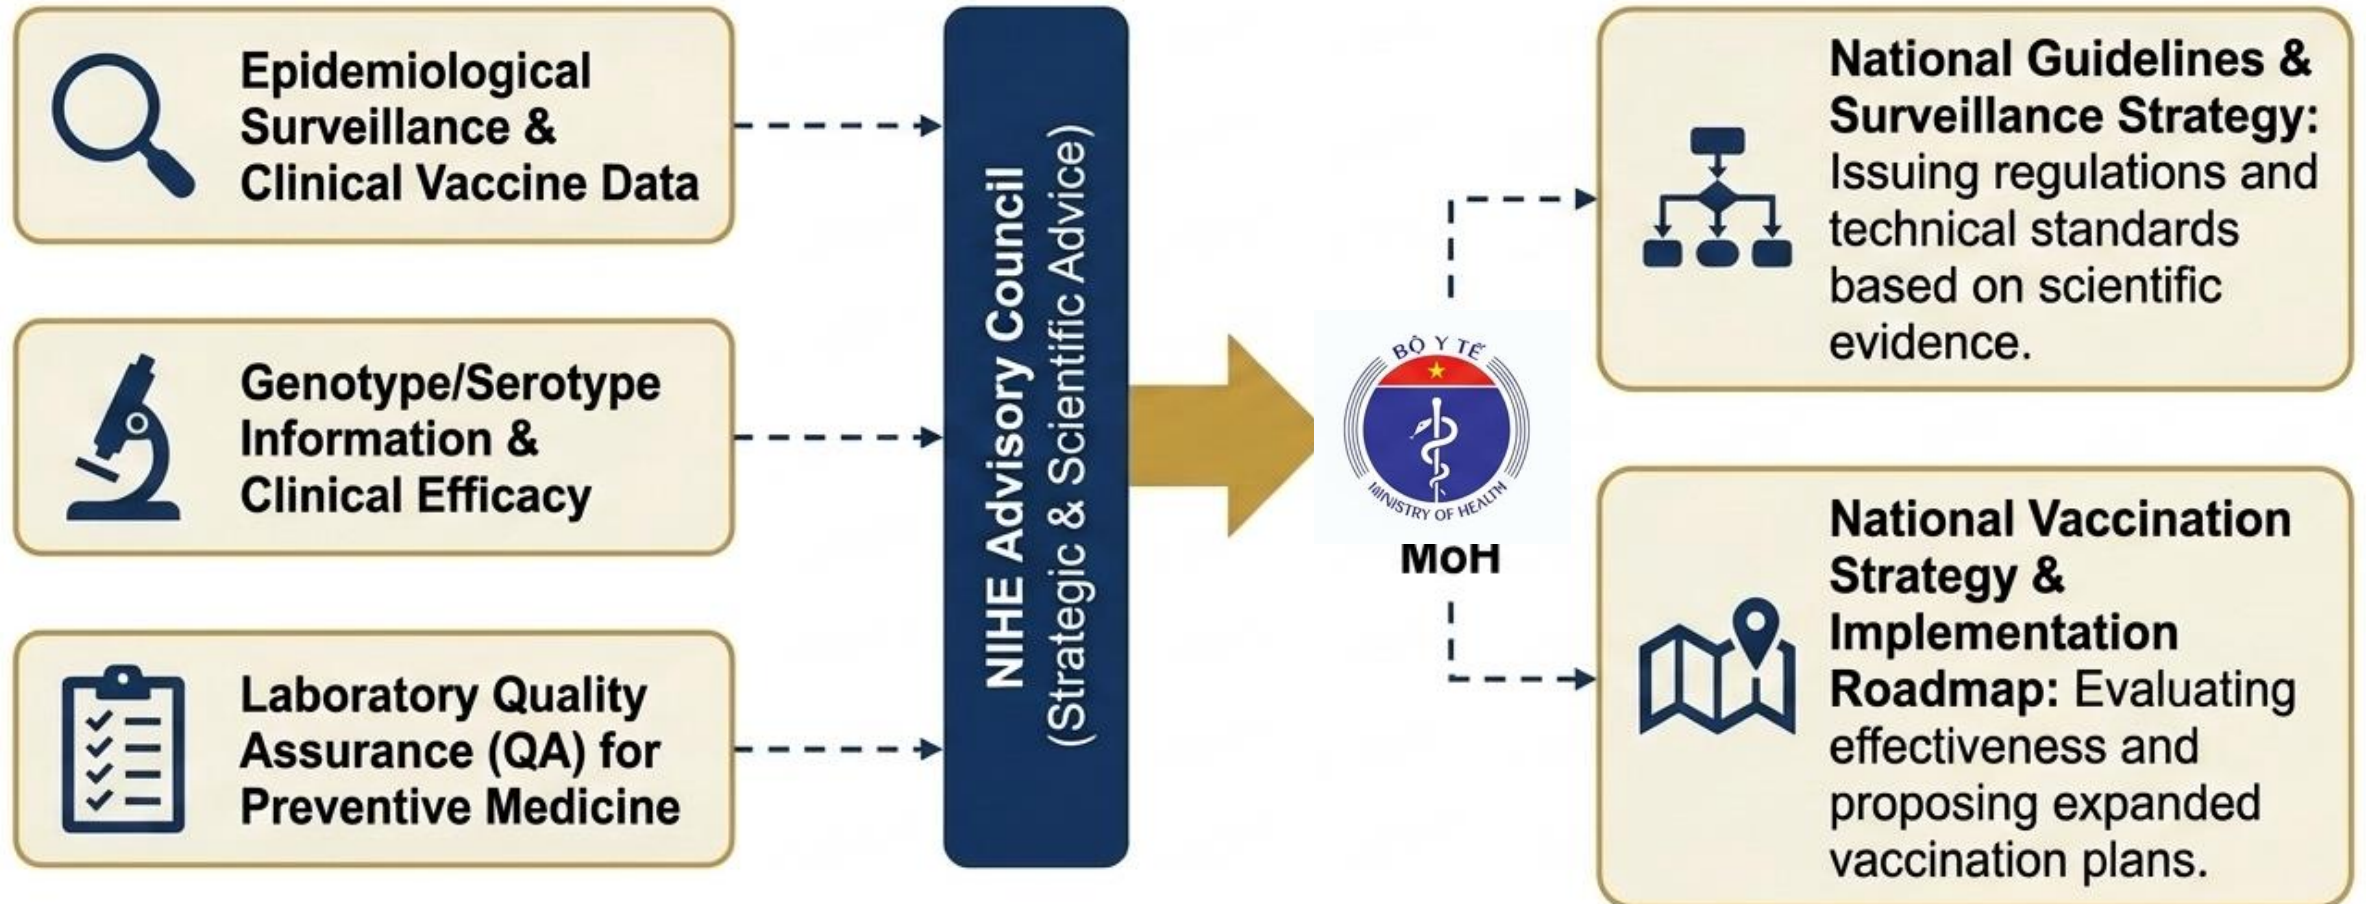 Epidemiological
Surveillance &
Clinical Vaccine Data
Genotype/Serotype
Information &
Clinical Efficacy
Laboratory Quality
Assurance (QA) for
Preventive Medicine
NIHE Advisory Council
(Strategic & Scientific Advice)
BỘ Y TẾ
MINISTRY OF HEALTH
MoH
National Guidelines &
Surveillance Strategy:
Issuing regulations and
technical standards
based on scientific
evidence.
National Vaccination
Strategy &
Implementation
Roadmap: Evaluating
effectiveness and
proposing expanded
vaccination plans.